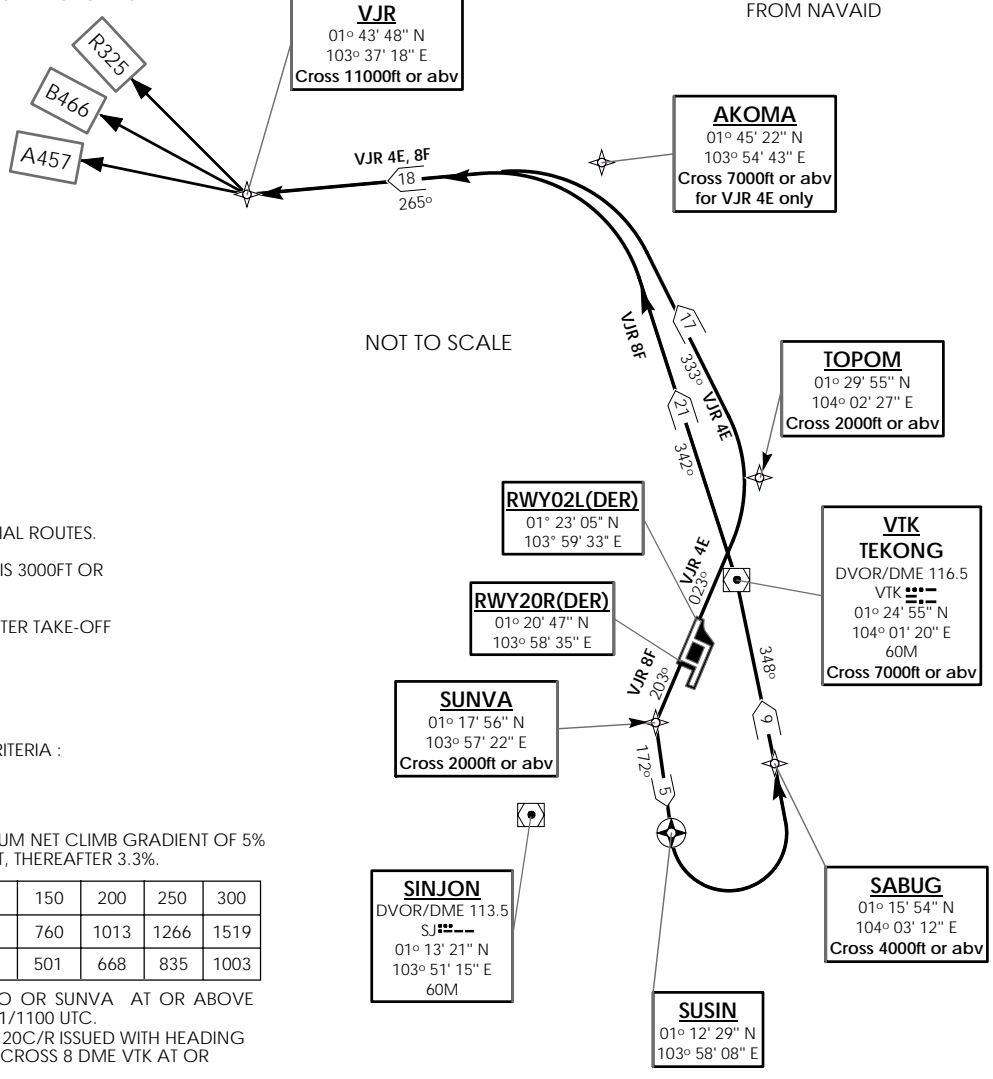 FROM NAVAID
VJR
01° 43' 48" N
103° 37' 18" E
Cross 11000ft or abv
R325
B466
A457
AKOMA
01° 45' 22" N
103° 54' 43" E
Cross 7000ft or abv
for VJR 4E only
VJR 4E, 8F
18
265°
NOT TO SCALE
17
333°
VJR 4E
VJR 8F
21
342°
TOPOM
01° 29' 55" N
104° 02' 27" E
Cross 2000ft or abv
RWY02L(DER)
01° 23' 05" N
103° 59' 33" E
VTK
TEKONG
DVOR/DME 116.5
VTK
01° 24' 55" N
104° 01' 20" E
60M
Cross 7000ft or abv
VJR 4E
023°
RWY20R(DER)
01° 20' 47" N
103° 58' 35" E
VJR 8F
203°
348°
9
SUNVA
01° 17' 56" N
103° 57' 22" E
Cross 2000ft or abv
172°
5
SINJON
DVOR/DME 113.5
SJ
01° 13' 21" N
103° 51' 15" E
60M
SABUG
01° 15' 54" N
104° 03' 12" E
Cross 4000ft or abv
SUSIN
01° 12' 29" N
103° 58' 08" E
IAL ROUTES.
IS 3000FT OR
TER TAKE-OFF
RITERIA :
UM NET CLIMB GRADIENT OF 5%
T, THEREAFTER 3.3%.
150 200 250 300
760 1013 1266 1519
501 668 835 1003
O OR SUNVA AT OR ABOVE
1/1100 UTC.
20C/R ISSUED WITH HEADING
CROSS 8 DME VTK AT OR